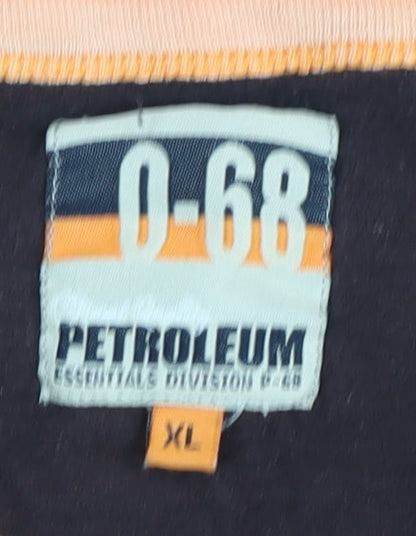 0-68
PETROLEUM
ESSENTIALS DIVISION 0-68
XL